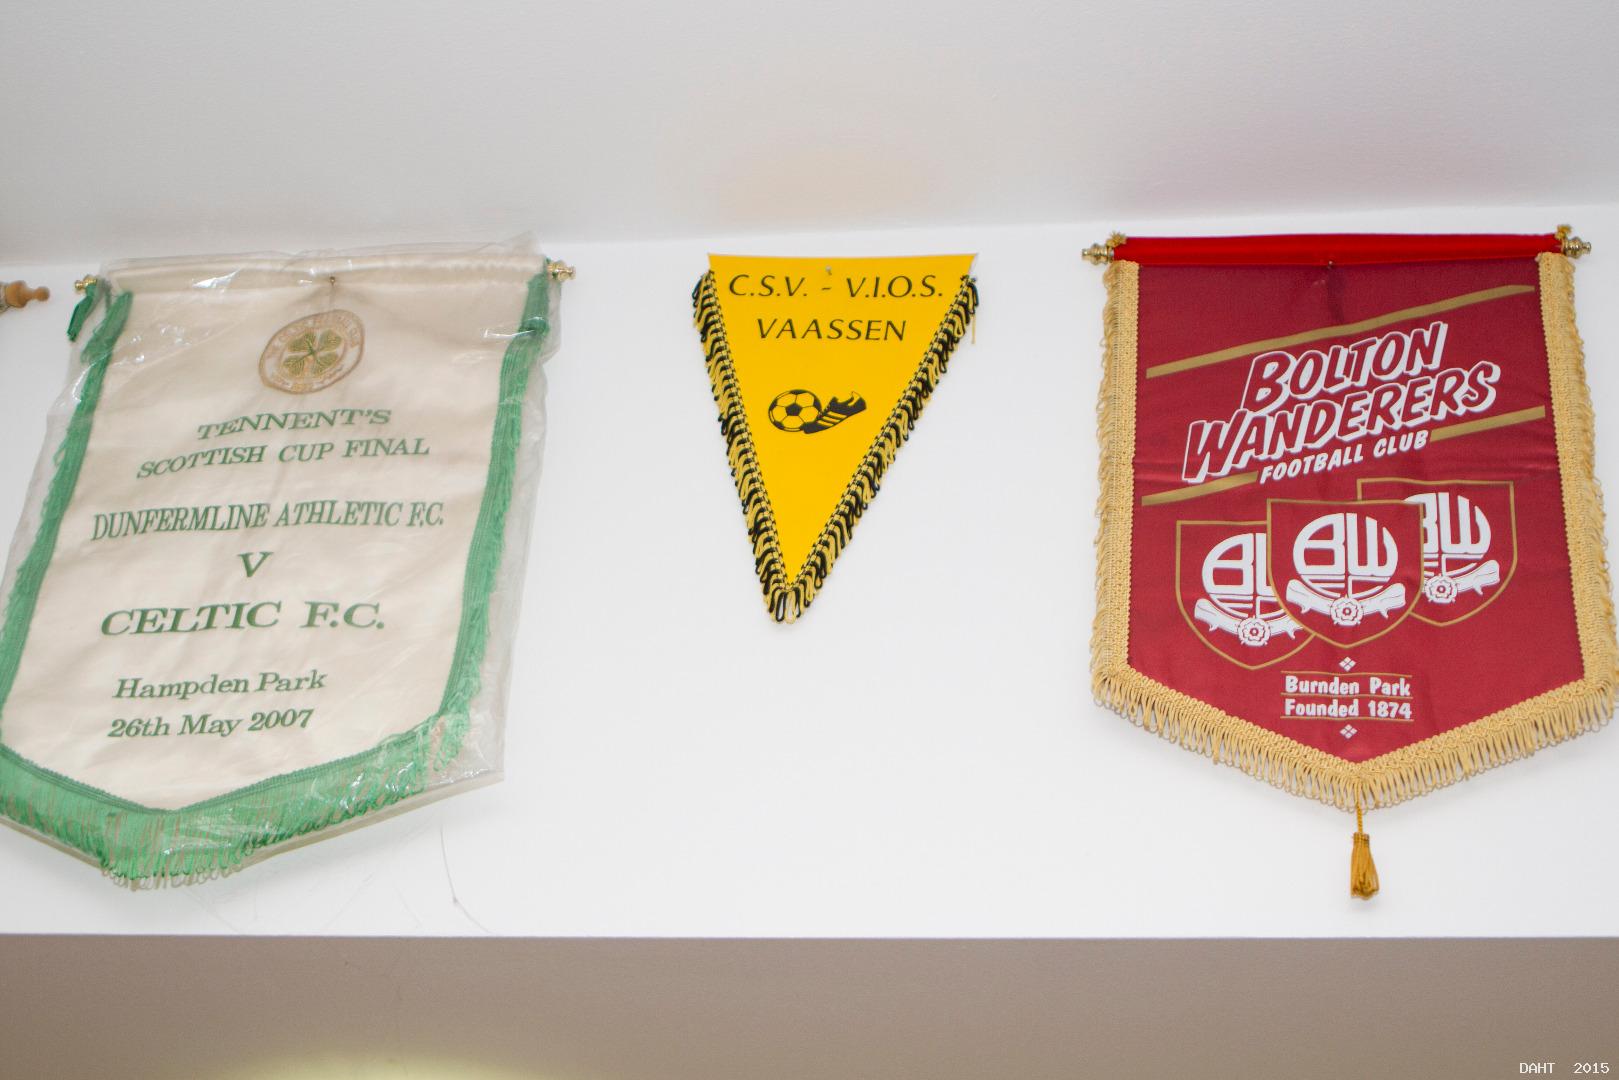 TENNENT'S
SCOTTISH CUP FINAL
DUNFERMLINE ATHLETIC F.C.
V
CELTIC F.C.
Hampden Park
26th May 2007
C.S.V. - V.I.O.S.
VAASSEN
BOLTON
WANDERERS
FOOTBALL CLUB
BW
BW
BW
Burnden Park
Founded 1874
DAHT 2015